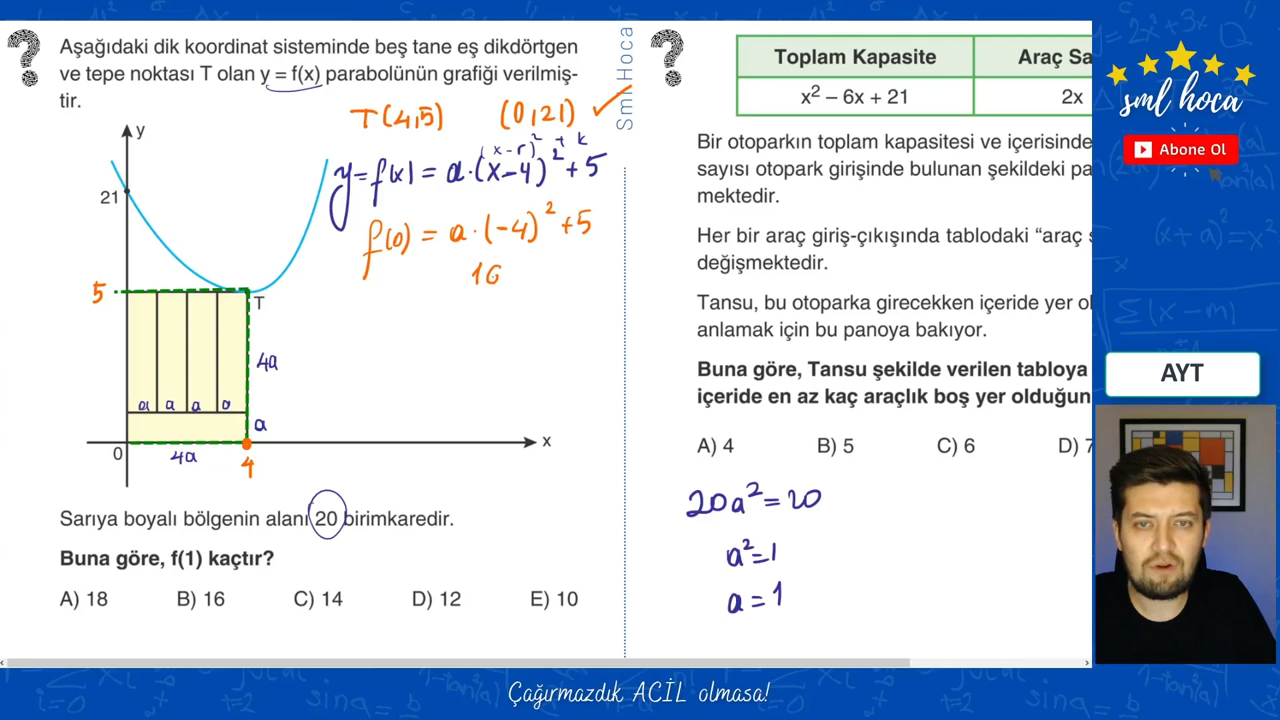 Aşağıdaki dik koordinat sisteminde beş tane eş dikdörtgen
ve tepe noktası T olan y = f(x) parabolünün grafiği verilmiş-
tir.
T(4,5) (0,21)
(x-r)² + k
y=f(x) = a.(x-4)²+5
f(0) = a.(-4)²+5
16
y
21
5
T
4a
a a a a
a
0
4a
4
x
Sarıya boyalı bölgenin alanı 20 birimkaredir.
Buna göre, f(1) kaçtır?
A) 18 B) 16 C) 14 D) 12 E) 10
Sml Hoca
Toplam Kapasite Araç Sa
x² – 6x + 21 2x
Bir otoparkın toplam kapasitesi ve içerisinde
sayısı otopark girişinde bulunan şekildeki pa
mektedir.
Her bir araç giriş-çıkışında tablodaki “araç s
değişmektedir.
Tansu, bu otoparka girecekken içeride yer ol
anlamak için bu panoya bakıyor.
Buna göre, Tansu şekilde verilen tabloya
içeride en az kaç araçlık boş yer olduğun
A) 4 B) 5 C) 6 D) 7
20a²=20
a²=1
a=1
sml hoca
Abone Ol
AYT
Çağırmazdık ACİL olmasa!